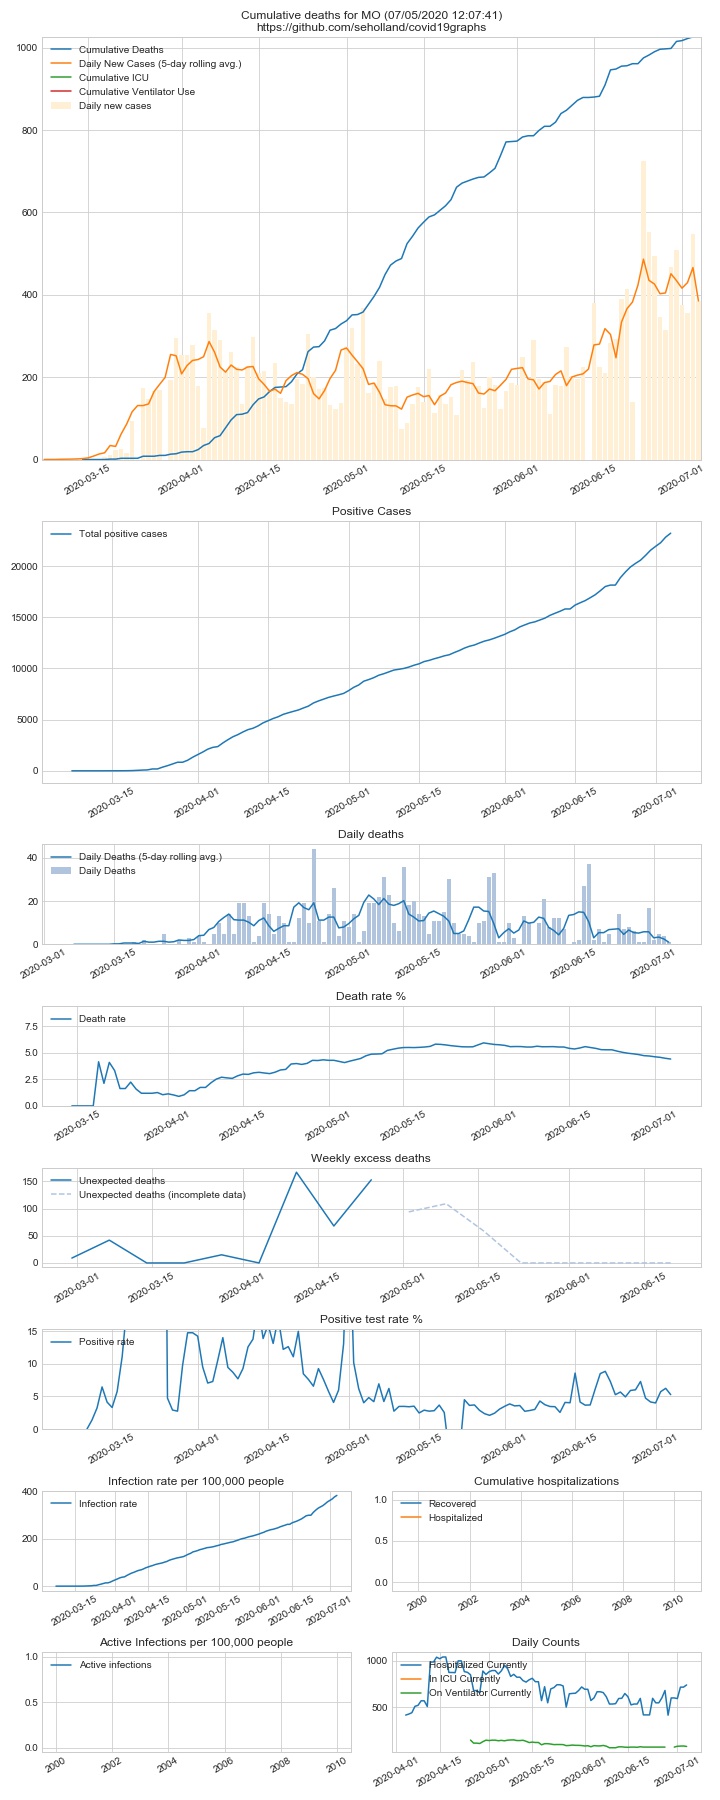 Cumulative deaths for MO (07/05/2020 12:07:41)
https://github.com/seholland/covid19graphs
1000
800
600
400
200
0
Cumulative Deaths
Daily New Cases (5-day rolling avg.)
Cumulative ICU
Cumulative Ventilator Use
Daily new cases
2020-03-15 2020-04-01 2020-04-15 2020-05-01 2020-05-15 2020-06-01 2020-06-15 2020-07-01
Positive Cases
Total positive cases
20000
15000
10000
5000
0
2020-03-15 2020-04-01 2020-04-15 2020-05-01 2020-05-15 2020-06-01 2020-06-15 2020-07-01
Daily deaths
40
20
0
Daily Deaths (5-day rolling avg.)
Daily Deaths
2020-03-01 2020-03-15 2020-04-01 2020-04-15 2020-05-01 2020-05-15 2020-06-01 2020-06-15 2020-07-01
Death rate %
Death rate
7.5
5.0
2.5
0.0
2020-03-15 2020-04-01 2020-04-15 2020-05-01 2020-05-15 2020-06-01 2020-06-15 2020-07-01
Weekly excess deaths
150
100
50
0
Unexpected deaths
Unexpected deaths (incomplete data)
2020-03-01 2020-03-15 2020-04-01 2020-04-15 2020-05-01 2020-05-15 2020-06-01 2020-06-15
Positive test rate %
15
10
5
0
Positive rate
2020-03-15 2020-04-01 2020-04-15 2020-05-01 2020-05-15 2020-06-01 2020-06-15 2020-07-01
Infection rate per 100,000 people
400
200
0
Infection rate
2020-03-15 2020-04-01 2020-04-15 2020-05-01 2020-05-15 2020-06-01 2020-06-15 2020-07-01
Cumulative hospitalizations
1.0
0.5
0.0
Recovered
Hospitalized
2000 2002 2004 2006 2008 2010
Active Infections per 100,000 people
1.0
0.5
0.0
Active infections
2000 2002 2004 2006 2008 2010
Daily Counts
1000
500
Hospitalized Currently
In ICU Currently
On Ventilator Currently
2020-04-01 2020-04-15 2020-05-01 2020-05-15 2020-06-01 2020-06-15 2020-07-01